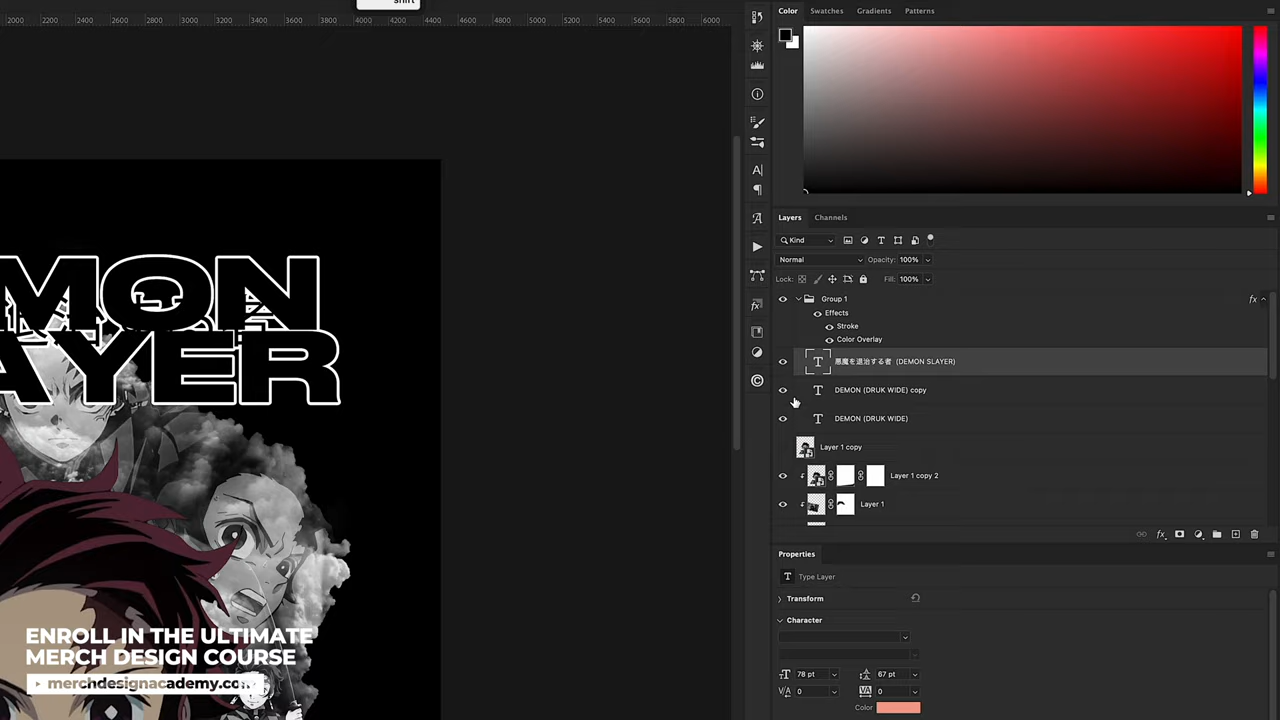 shift
2000 2200 2400 2600 2800 3000 3200 3400 3600 3800 4000 4200 4400 4600 4800 5000 5200 5400 5600 5800 6000
MON
AYER
ENROLL IN THE ULTIMATE
MERCH DESIGN COURSE
merchdesignacademy.com
Color Swatches Gradients Patterns
Layers Channels
Kind
Normal Opacity: 100%
Lock: Fill: 100%
Group 1 fx
Effects
Stroke
Color Overlay
T 悪魔を退治する者 (DEMON SLAYER)
T DEMON (DRUK WIDE) copy
T DEMON (DRUK WIDE)
Layer 1 copy
Layer 1 copy 2
Layer 1
fx
Properties
T Type Layer
Transform
Character
78 pt 67 pt
0 0
Color